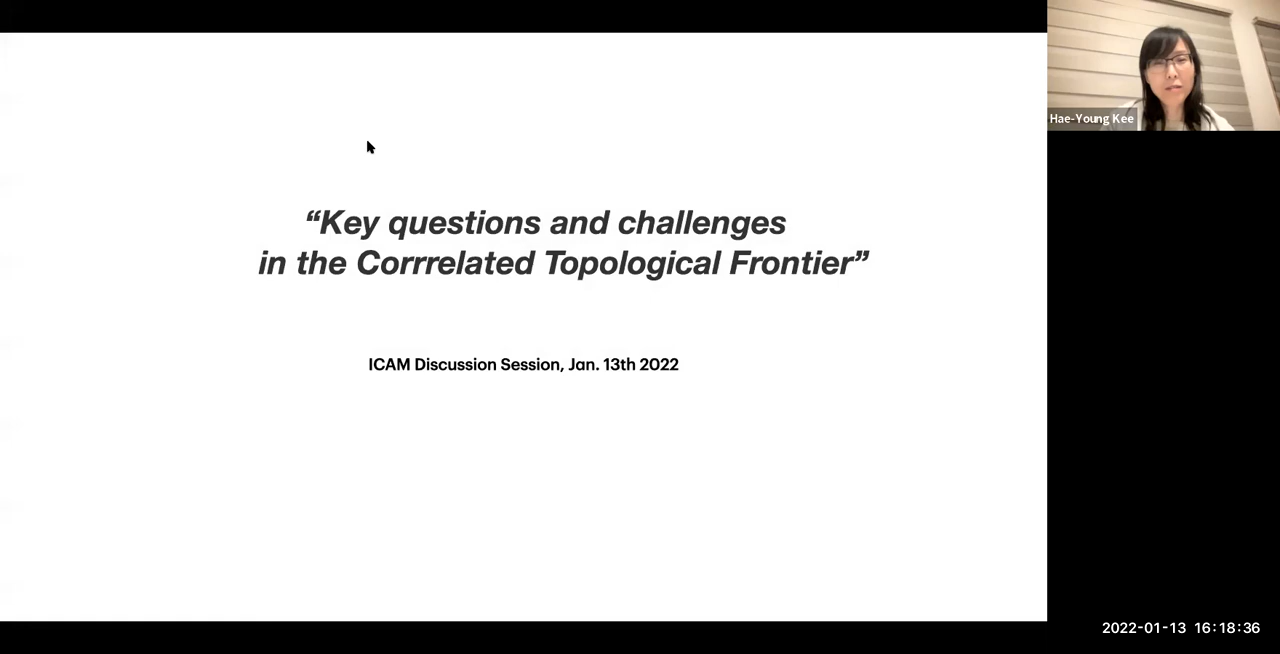 “Key questions and challenges
in the Corrrelated Topological Frontier”
ICAM Discussion Session, Jan. 13th 2022
Hae-Young Kee
2022-01-13 16:18:36